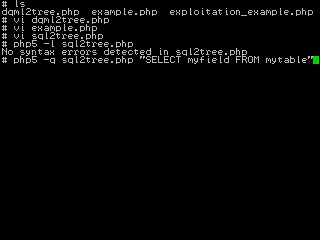 # ls
dqml2tree.php  example.php  exploitation_example.php
# vi dqml2tree.php
# vi example.php
# vi sql2tree.php
# php5 -l sql2tree.php
No syntax errors detected in sql2tree.php
# php5 -q sql2tree.php "SELECT myfield FROM mytable"